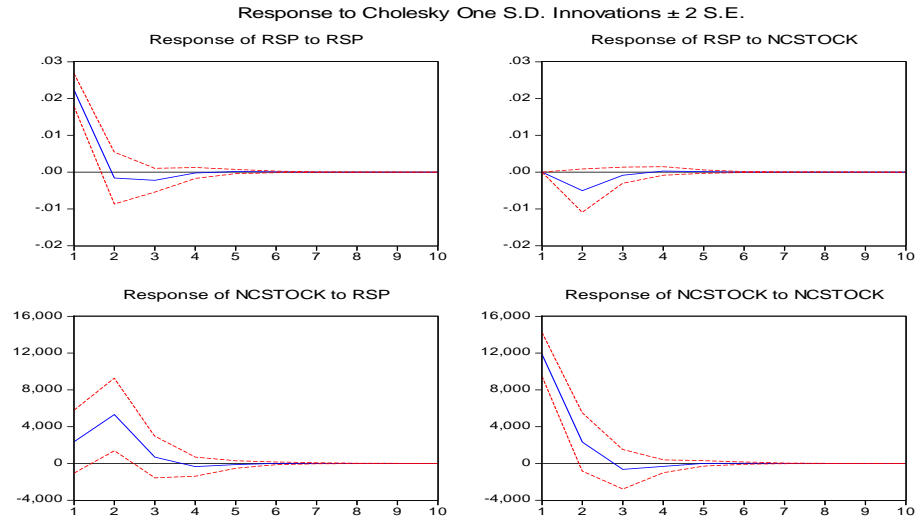 Response to Cholesky One S.D. Innovations ± 2 S.E.
Response of RSP to RSP
.03
.02
.01
.00
-.01
-.02
1 2 3 4 5 6 7 8 9 10
Response of RSP to NCSTOCK
.03
.02
.01
.00
-.01
-.02
1 2 3 4 5 6 7 8 9 10
Response of NCSTOCK to RSP
16,000
12,000
8,000
4,000
0
-4,000
1 2 3 4 5 6 7 8 9 10
Response of NCSTOCK to NCSTOCK
16,000
12,000
8,000
4,000
0
-4,000
1 2 3 4 5 6 7 8 9 10